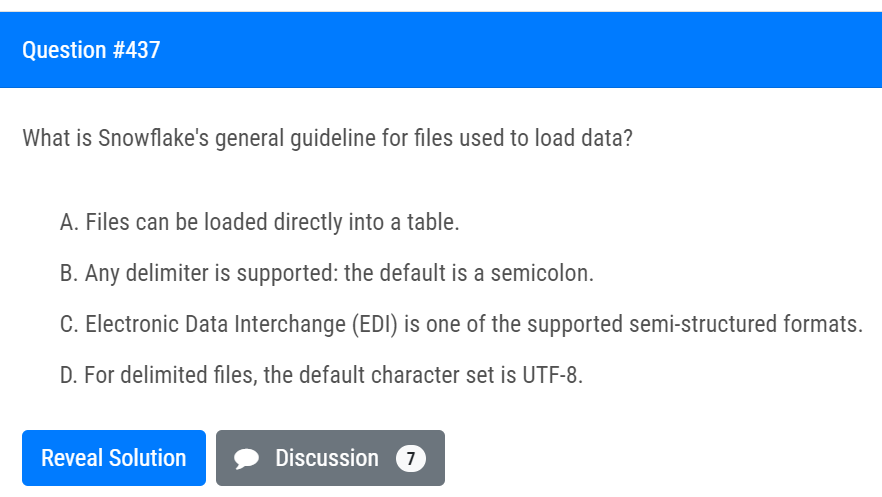 Question #437
What is Snowflake's general guideline for files used to load data?
A. Files can be loaded directly into a table.
B. Any delimiter is supported: the default is a semicolon.
C. Electronic Data Interchange (EDI) is one of the supported semi-structured formats.
D. For delimited files, the default character set is UTF-8.
Reveal Solution
Discussion 7